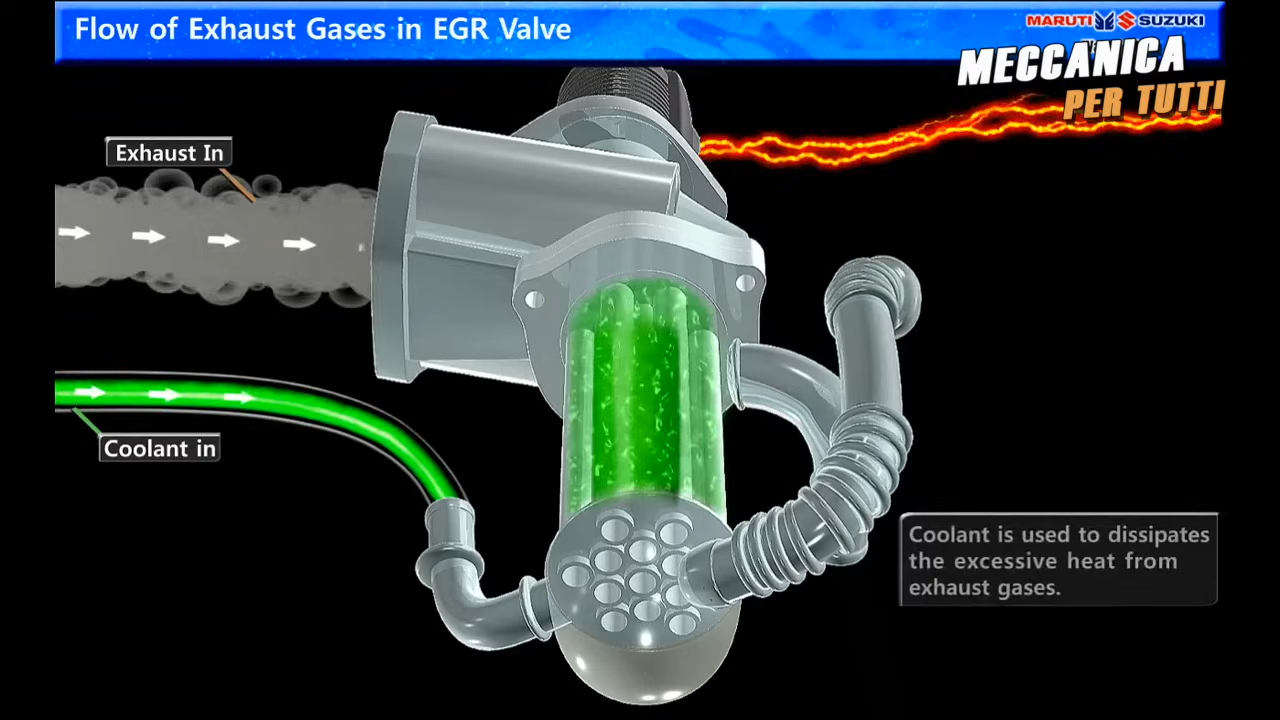 Flow of Exhaust Gases in EGR Valve
MARUTI SUZUKI
MECCANICA
PER TUTTI
Exhaust In
Coolant in
Coolant is used to dissipates
the excessive heat from
exhaust gases.